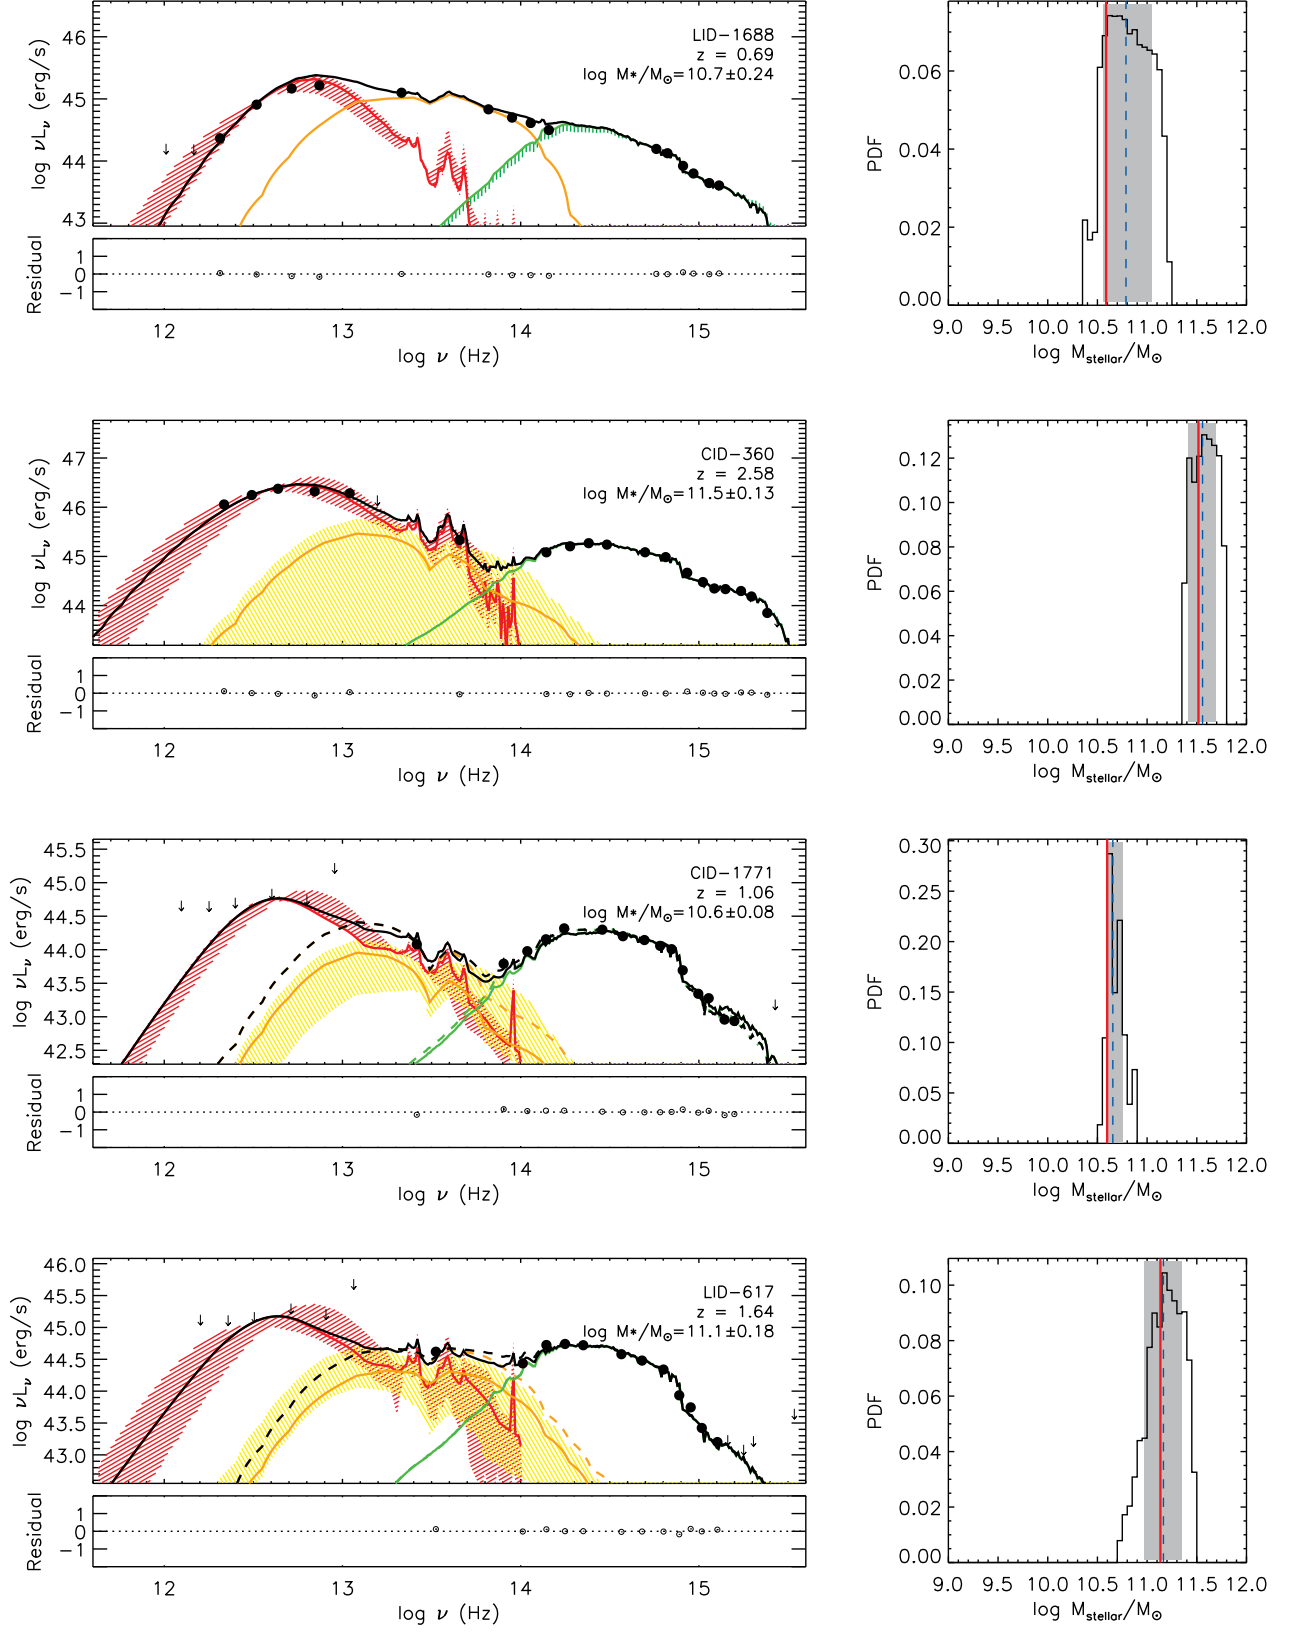 LID-1688
z = 0.69
log M*/M⊙=10.7±0.24
log νLν (erg/s)
46
45
44
43
Residual
1
0
−1
12 13 14 15
log ν (Hz)
PDF
0.06
0.04
0.02
0.00
9.0 9.5 10.0 10.5 11.0 11.5 12.0
log Mstellar/M⊙
CID-360
z = 2.58
log M*/M⊙=11.5±0.13
log νLν (erg/s)
47
46
45
44
Residual
1
0
−1
12 13 14 15
log ν (Hz)
PDF
0.12
0.10
0.08
0.06
0.04
0.02
0.00
9.0 9.5 10.0 10.5 11.0 11.5 12.0
log Mstellar/M⊙
CID-1771
z = 1.06
log M*/M⊙=10.6±0.08
log νLν (erg/s)
45.5
45.0
44.5
44.0
43.5
43.0
42.5
Residual
1
0
−1
12 13 14 15
log ν (Hz)
PDF
0.30
0.25
0.20
0.15
0.10
0.05
0.00
9.0 9.5 10.0 10.5 11.0 11.5 12.0
log Mstellar/M⊙
LID-617
z = 1.64
log M*/M⊙=11.1±0.18
log νLν (erg/s)
46.0
45.5
45.0
44.5
44.0
43.5
43.0
Residual
1
0
−1
12 13 14 15
log ν (Hz)
PDF
0.10
0.08
0.06
0.04
0.02
0.00
9.0 9.5 10.0 10.5 11.0 11.5 12.0
log Mstellar/M⊙